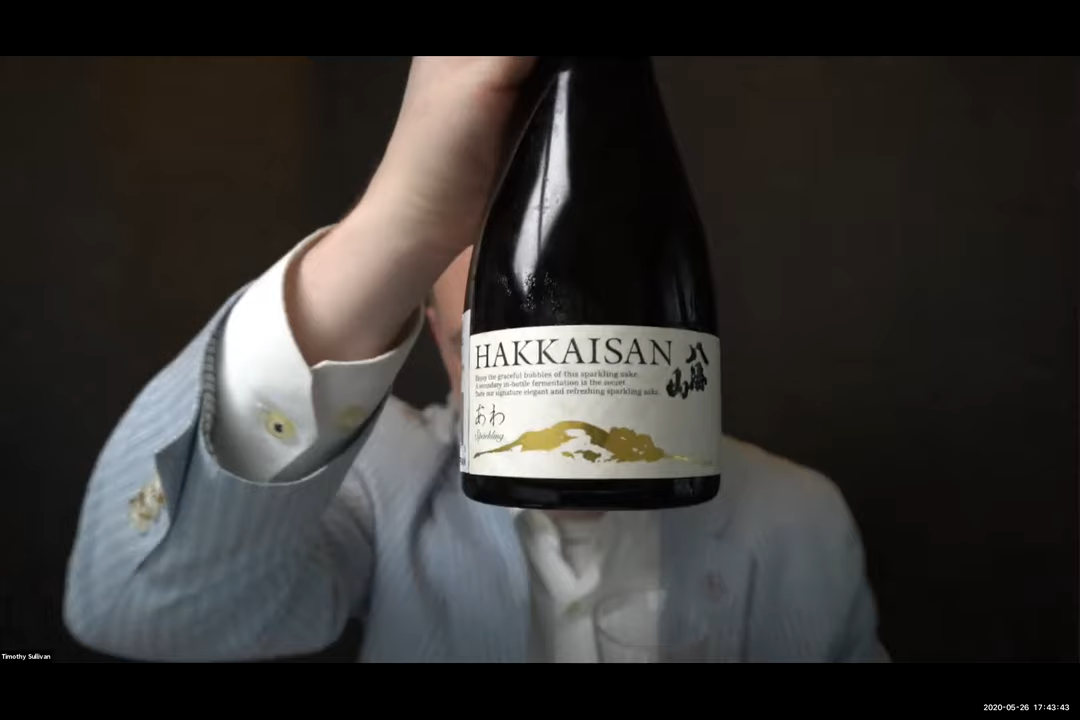 HAKKAISAN
八海山
Enjoy the graceful bubbles of this sparkling sake.
A secondary in-bottle fermentation is the secret.
Taste our signature elegant and refreshing sparkling sake.
あわ
Sparkling
Timothy Sullivan
2020-05-26 17:43:43